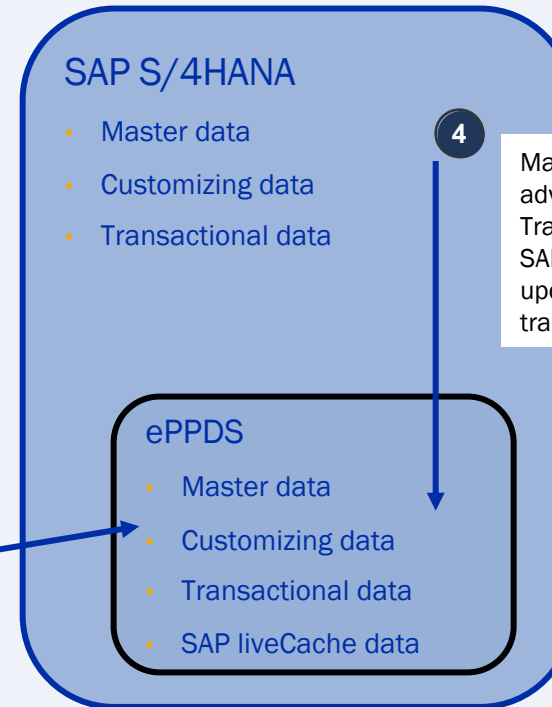 SAP S/4HANA
• Master data
• Customizing data
• Transactional data
4
ePPDS
• Master data
• Customizing data
• Transactional data
• SAP liveCache data